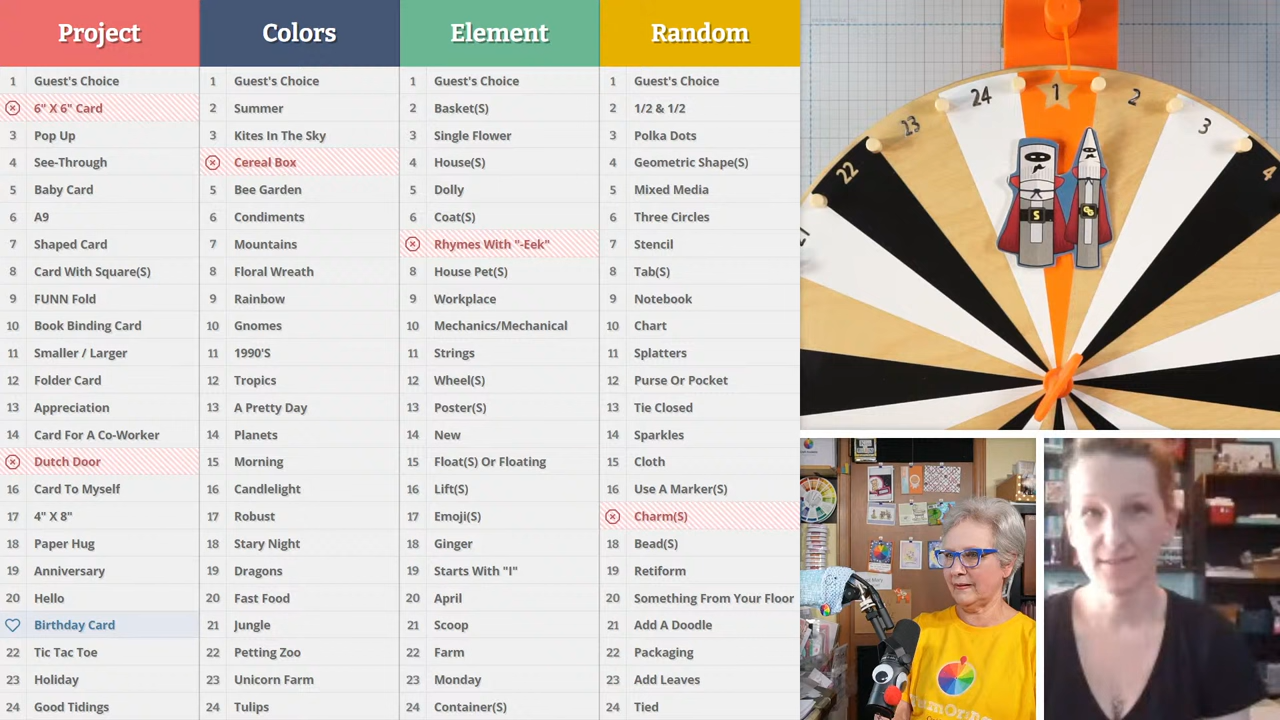 Project
1 Guest's Choice
6" X 6" Card
3 Pop Up
4 See-Through
5 Baby Card
6 A9
7 Shaped Card
8 Card With Square(S)
9 FUNN Fold
10 Book Binding Card
11 Smaller / Larger
12 Folder Card
13 Appreciation
14 Card For A Co-Worker
Dutch Door
16 Card To Myself
17 4" X 8"
18 Paper Hug
19 Anniversary
20 Hello
Birthday Card
22 Tic Tac Toe
23 Holiday
24 Good Tidings
Colors
1 Guest's Choice
2 Summer
3 Kites In The Sky
Cereal Box
5 Bee Garden
6 Condiments
7 Mountains
8 Floral Wreath
9 Rainbow
10 Gnomes
11 1990'S
12 Tropics
13 A Pretty Day
14 Planets
15 Morning
16 Candlelight
17 Robust
18 Stary Night
19 Dragons
20 Fast Food
21 Jungle
22 Petting Zoo
23 Unicorn Farm
24 Tulips
Element
1 Guest's Choice
2 Basket(S)
3 Single Flower
4 House(S)
5 Dolly
6 Coat(S)
Rhymes With "-Eek"
8 House Pet(S)
9 Workplace
10 Mechanics/Mechanical
11 Strings
12 Wheel(S)
13 Poster(S)
14 New
15 Float(S) Or Floating
16 Lift(S)
17 Emoji(S)
18 Ginger
19 Starts With "I"
20 April
21 Scoop
22 Farm
23 Monday
24 Container(S)
Random
1 Guest's Choice
2 1/2 & 1/2
3 Polka Dots
4 Geometric Shape(S)
5 Mixed Media
6 Three Circles
7 Stencil
8 Tab(S)
9 Notebook
10 Chart
11 Splatters
12 Purse Or Pocket
13 Tie Closed
14 Sparkles
15 Cloth
16 Use A Marker(S)
Charm(S)
18 Bead(S)
19 Retiform
20 Something From Your Floor
21 Add A Doodle
22 Packaging
23 Add Leaves
24 Tied
22
23
24
1
2
3
4
S